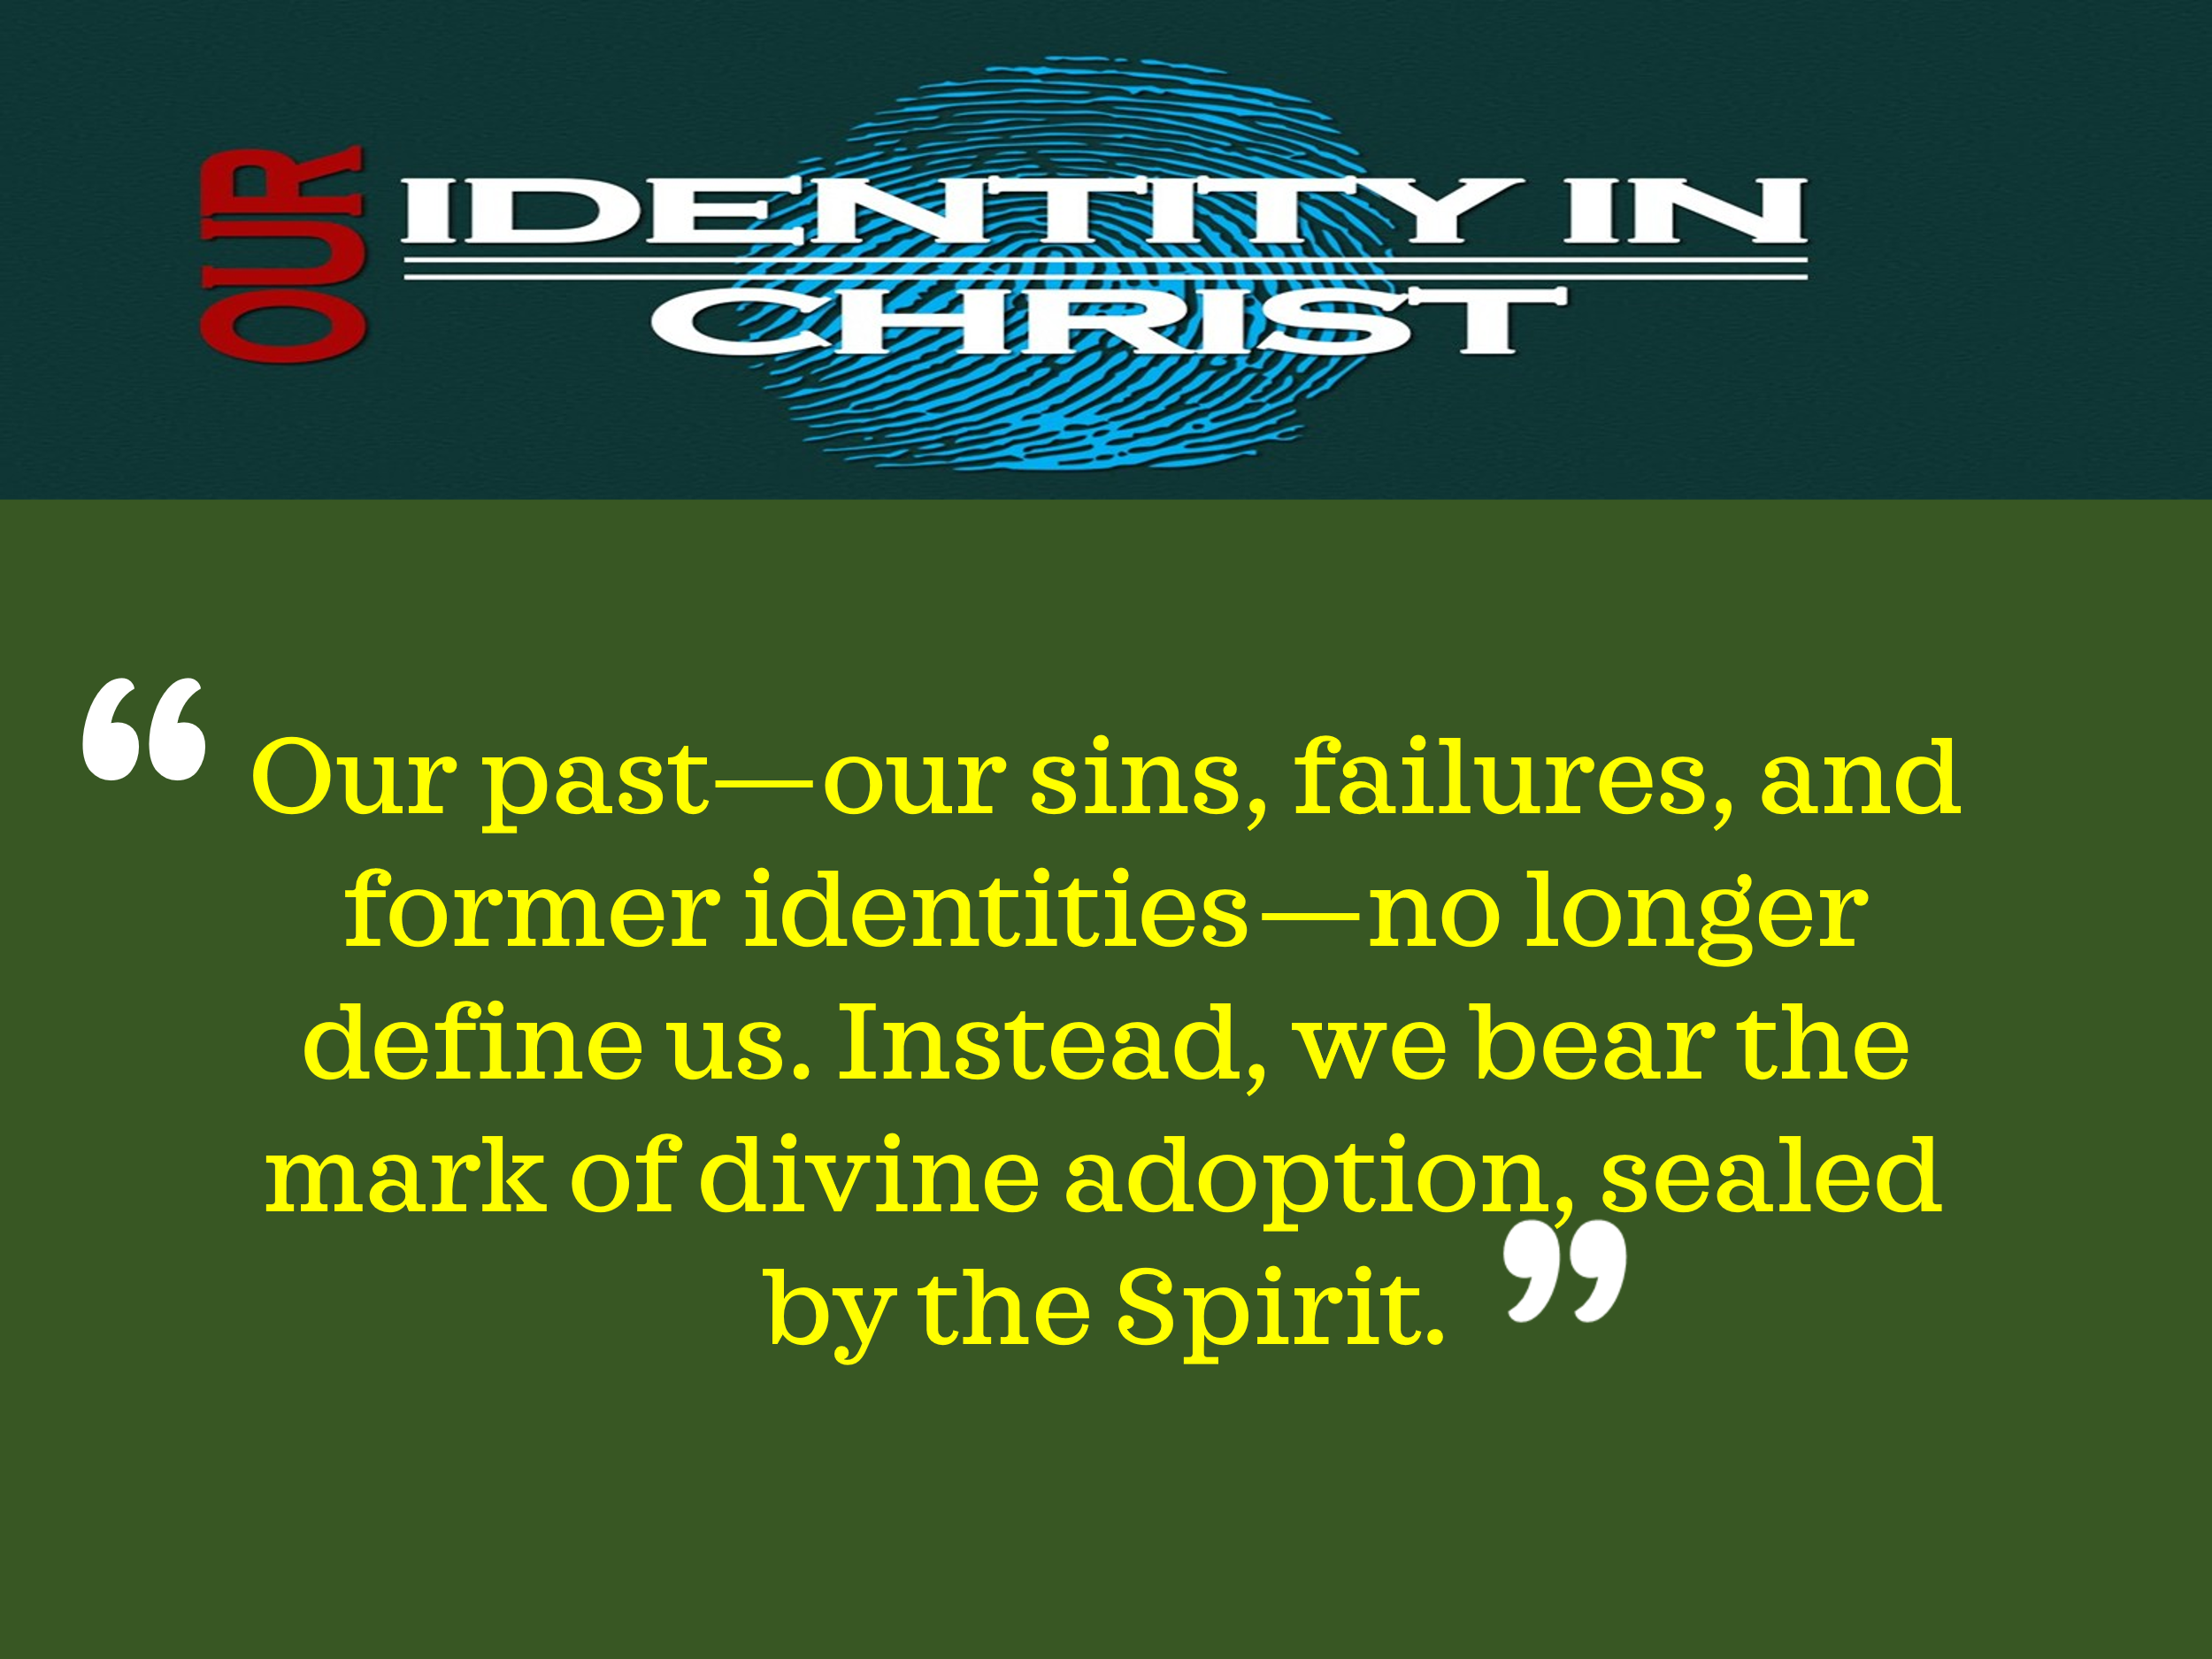 OUR
IDENTITY IN
CHRIST
“ Our past—our sins, failures, and
former identities—no longer
define us. Instead, we bear the
mark of divine adoption, sealed
by the Spirit. ”